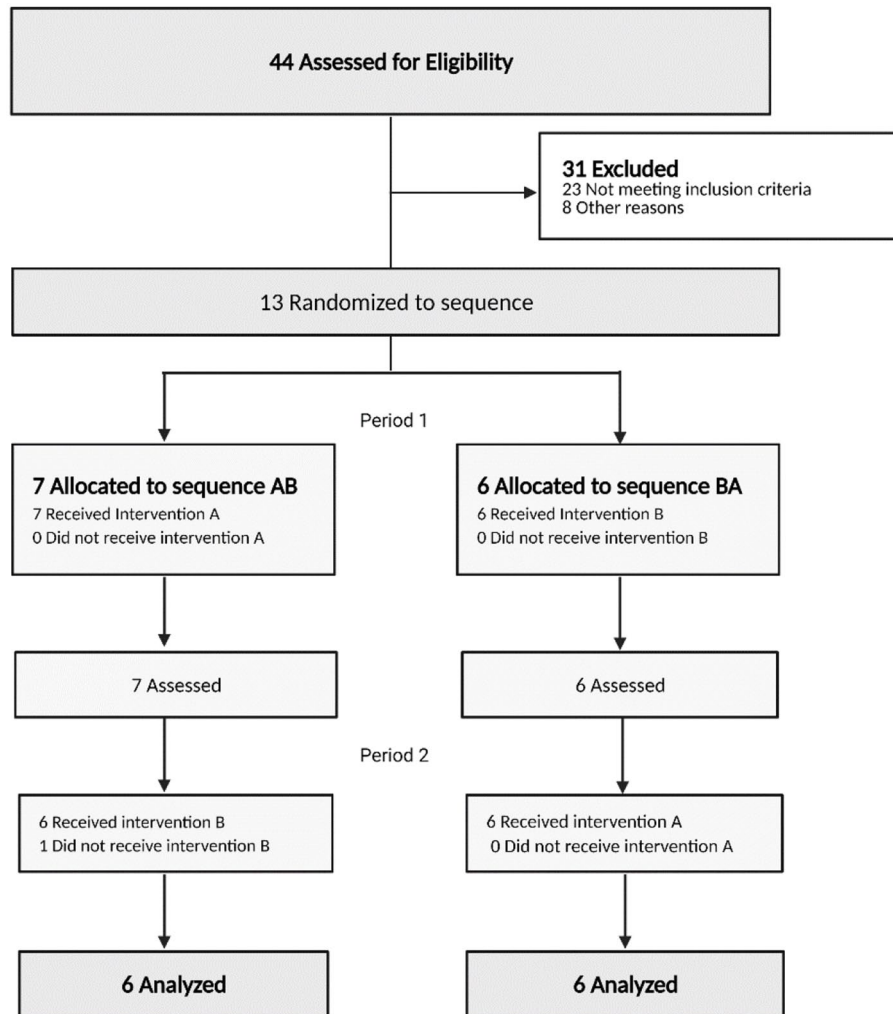 44 Assessed for Eligibility
31 Excluded
23 Not meeting inclusion criteria
8 Other reasons
13 Randomized to sequence
Period 1
7 Allocated to sequence AB
7 Received Intervention A
0 Did not receive intervention A
6 Allocated to sequence BA
6 Received Intervention B
0 Did not receive intervention B
7 Assessed
6 Assessed
Period 2
6 Received intervention B
1 Did not receive intervention B
6 Received intervention A
0 Did not receive intervention A
6 Analyzed
6 Analyzed